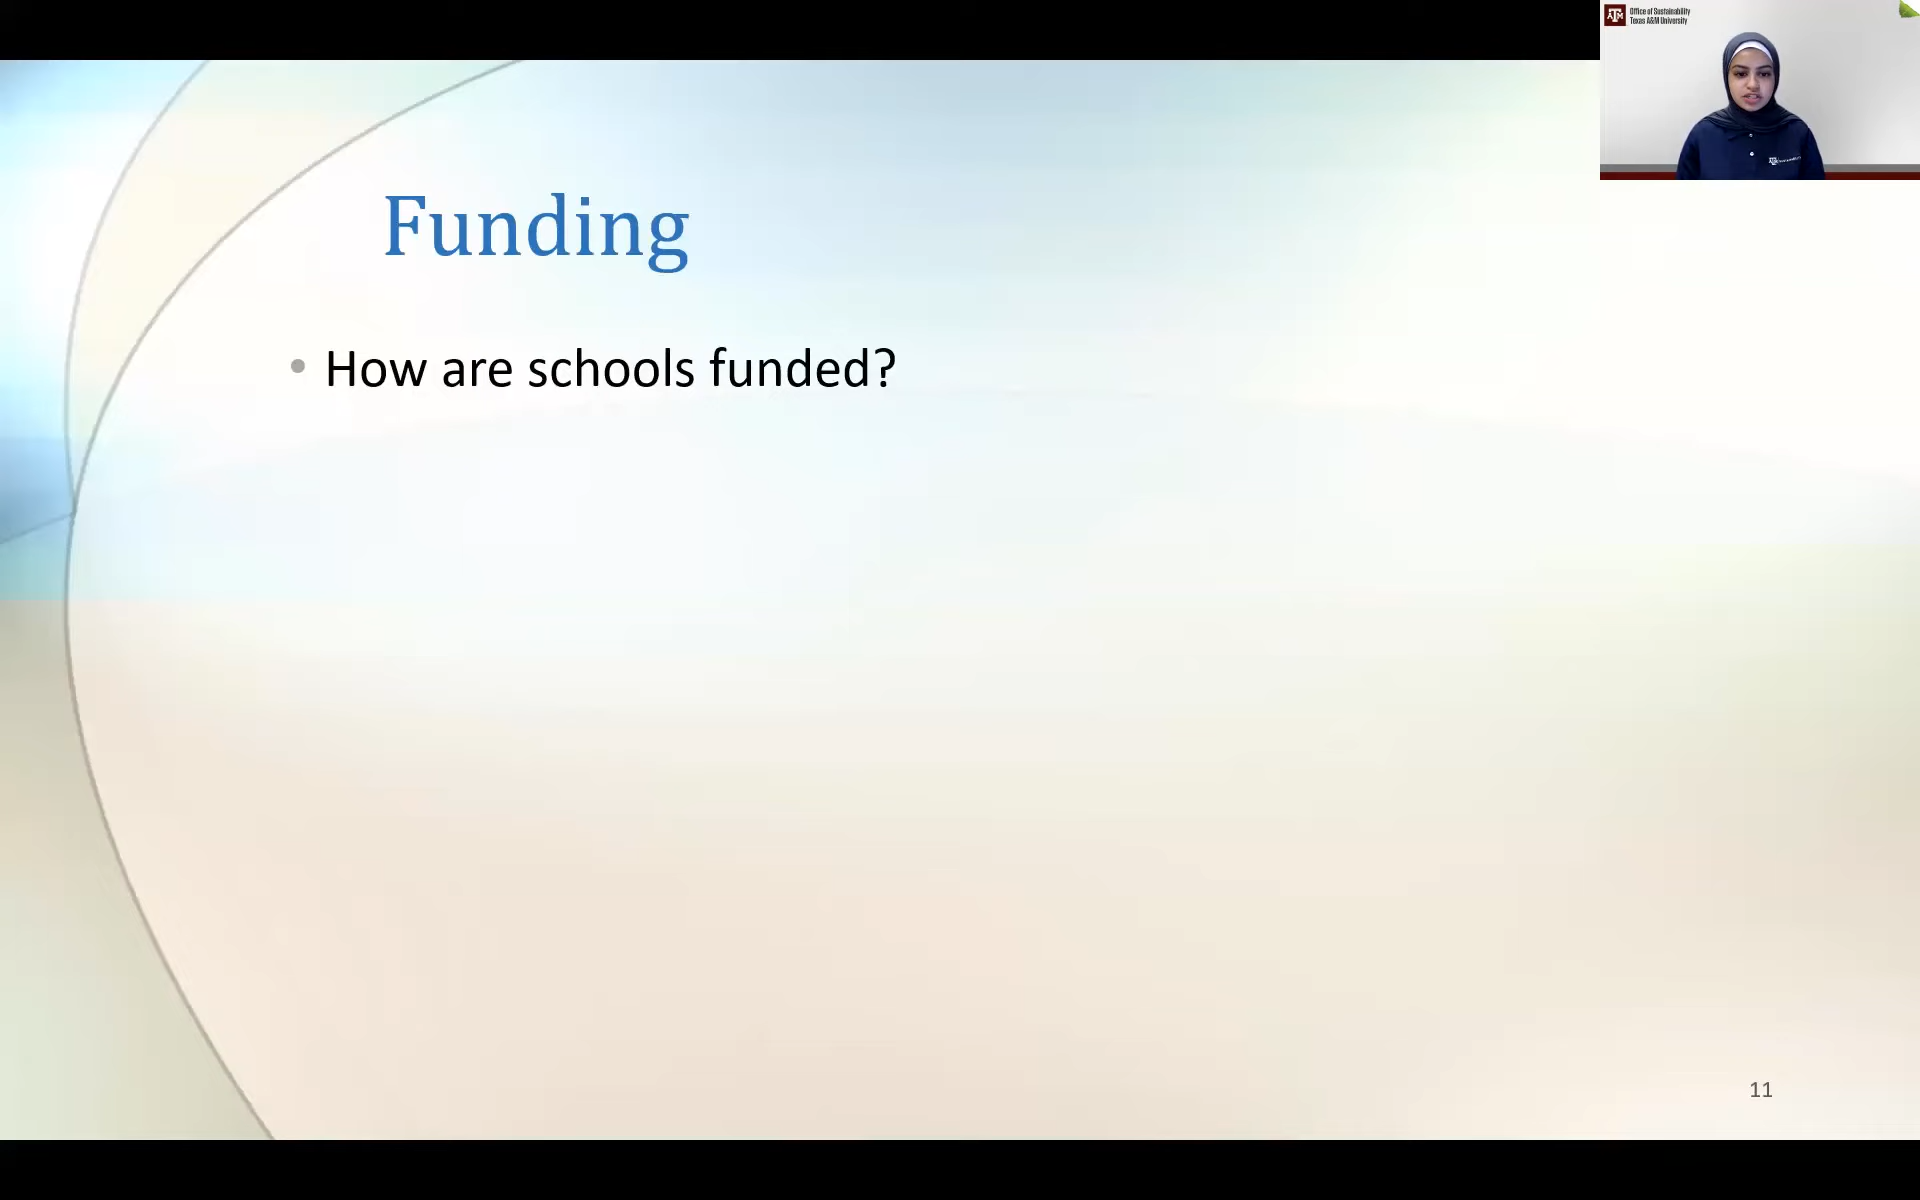 Office of Sustainability
Texas A&M University
Funding
• How are schools funded?
11